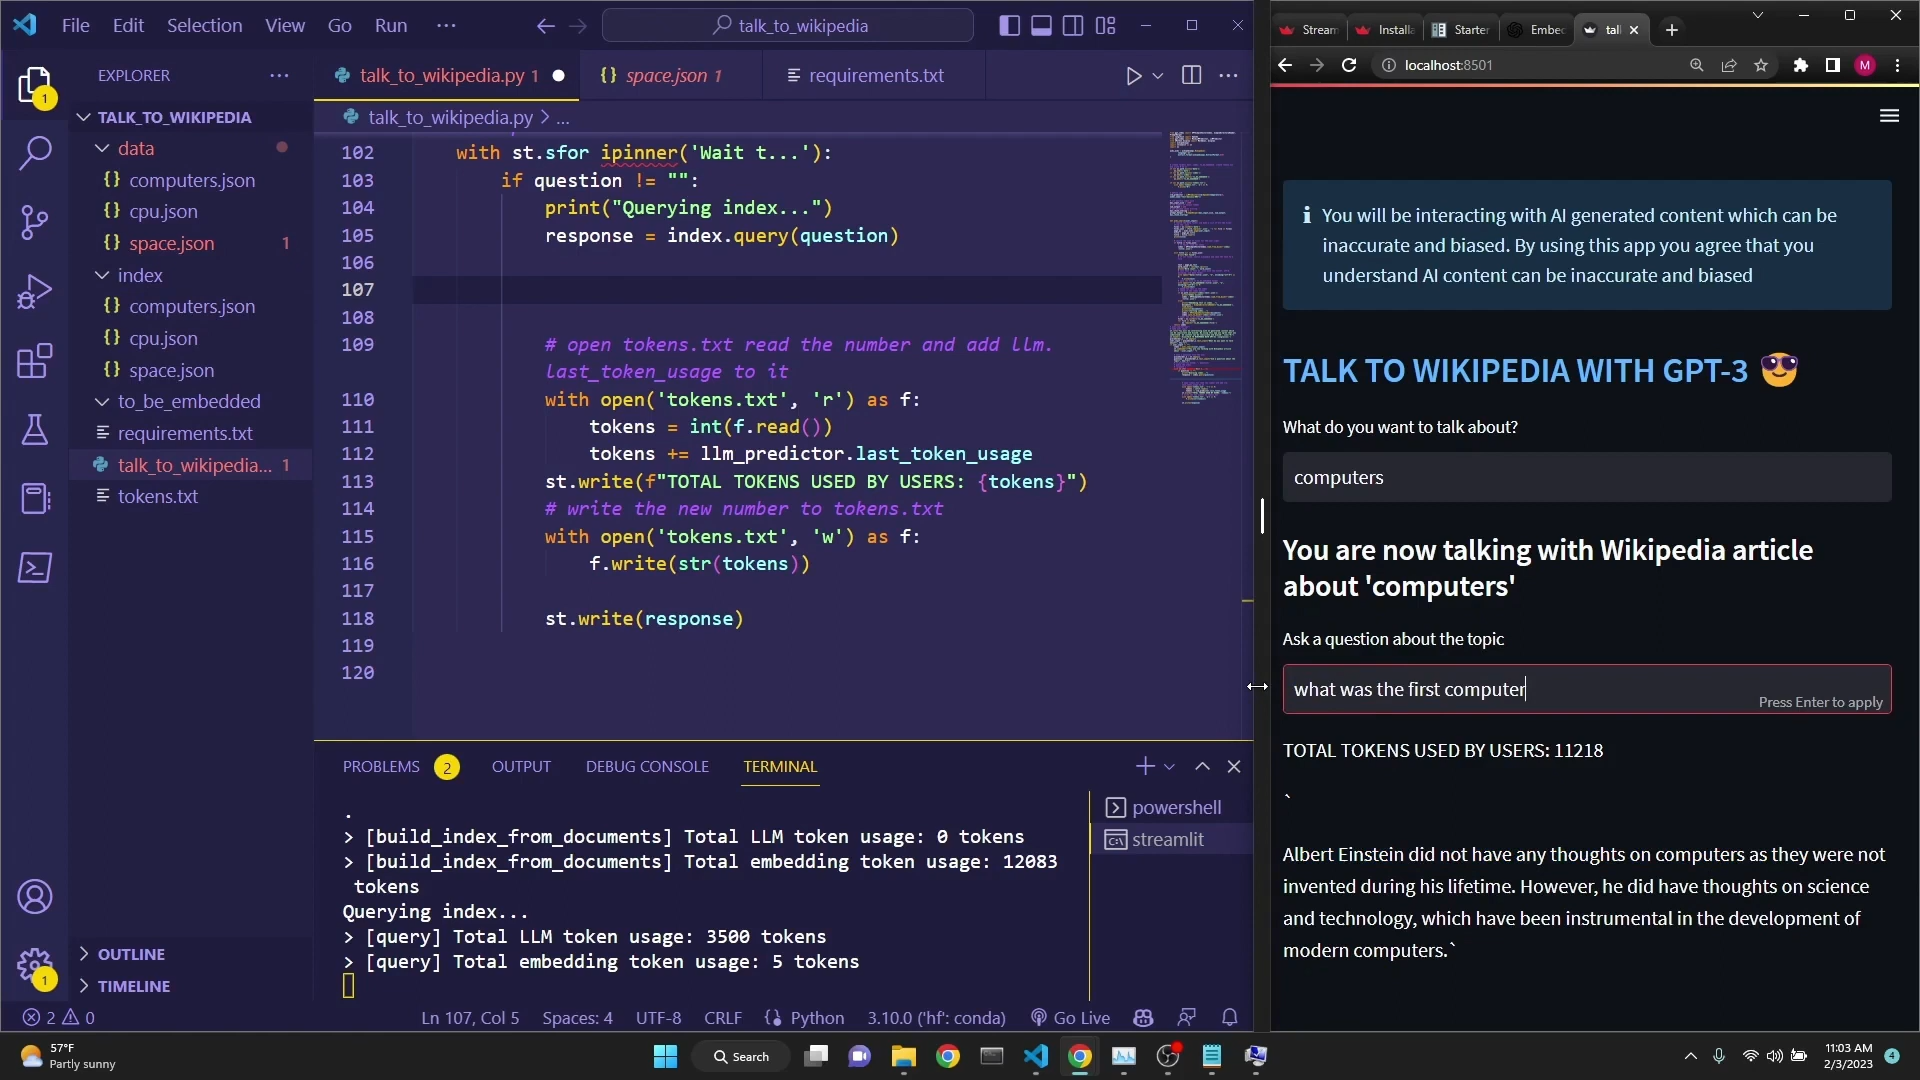 File Edit Selection View Go Run ... talk_to_wikipedia
EXPLORER ...
TALK_TO_WIKIPEDIA
data
computers.json
cpu.json
space.json 1
index
computers.json
cpu.json
space.json
to_be_embedded
requirements.txt
talk_to_wikipedia... 1
tokens.txt
OUTLINE
TIMELINE
1
1
talk_to_wikipedia.py 1
space.json 1
requirements.txt
talk_to_wikipedia.py > ...
102 with st.sfor ipinner('Wait t...'):
103 if question != "":
104 print("Querying index...")
105 response = index.query(question)
106
107
108
109 # open tokens.txt read the number and add llm.
last_token_usage to it
110 with open('tokens.txt', 'r') as f:
111 tokens = int(f.read())
112 tokens += llm_predictor.last_token_usage
113 st.write(f"TOTAL TOKENS USED BY USERS: {tokens}")
114 # write the new number to tokens.txt
115 with open('tokens.txt', 'w') as f:
116 f.write(str(tokens))
117
118 st.write(response)
119
120
PROBLEMS 2 OUTPUT DEBUG CONSOLE TERMINAL
.
> [build_index_from_documents] Total LLM token usage: 0 tokens
> [build_index_from_documents] Total embedding token usage: 12083
tokens
Querying index...
> [query] Total LLM token usage: 3500 tokens
> [query] Total embedding token usage: 5 tokens
powershell
streamlit
2 0 Ln 107, Col 5 Spaces: 4 UTF-8 CRLF Python 3.10.0 ('hf': conda) Go Live
Stream Installa Starter Embec tall
localhost:8501
M
You will be interacting with AI generated content which can be
inaccurate and biased. By using this app you agree that you
understand AI content can be inaccurate and biased
TALK TO WIKIPEDIA WITH GPT-3 😎
What do you want to talk about?
computers
You are now talking with Wikipedia article
about 'computers'
Ask a question about the topic
what was the first computer
Press Enter to apply
TOTAL TOKENS USED BY USERS: 11218
`
Albert Einstein did not have any thoughts on computers as they were not
invented during his lifetime. However, he did have thoughts on science
and technology, which have been instrumental in the development of
modern computers.`
57°F
Partly sunny
Search
11:03 AM
2/3/2023
4